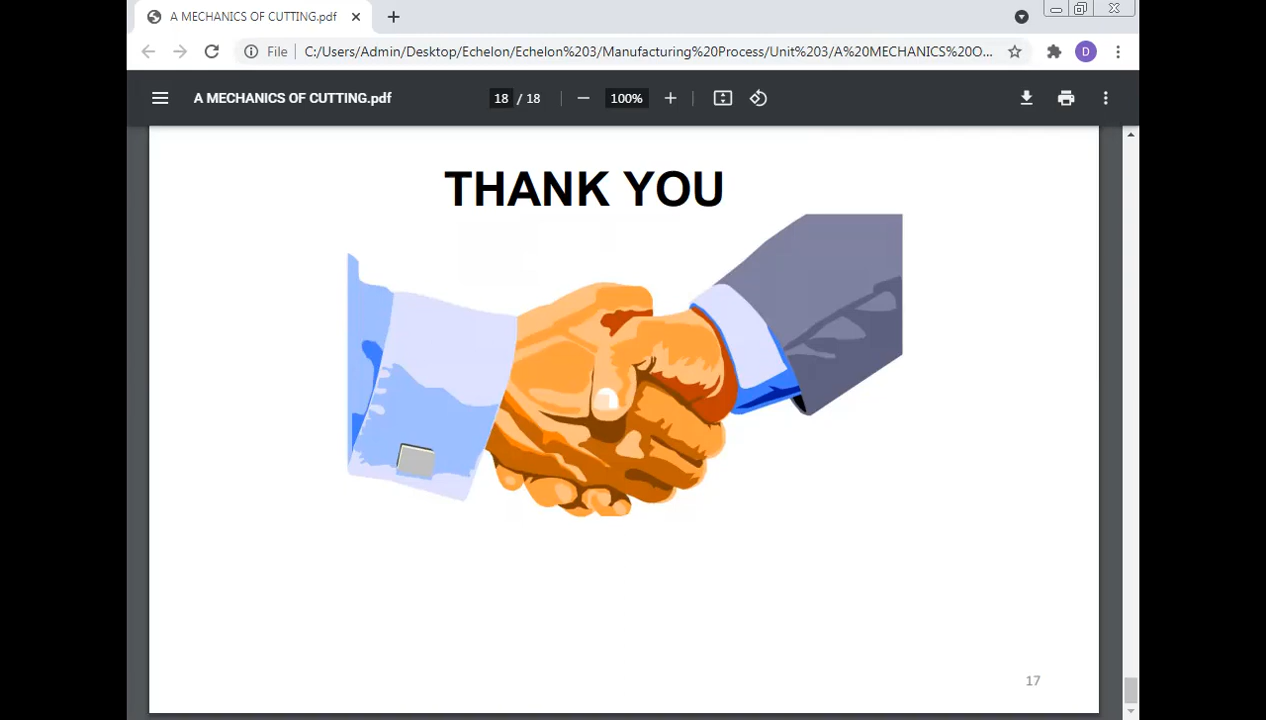 A MECHANICS OF CUTTING.pdf
File C:/Users/Admin/Desktop/Echelon/Echelon%203/Manufacturing%20Process/Unit%203/A%20MECHANICS%20O... D
A MECHANICS OF CUTTING.pdf 18 / 18 100%
THANK YOU
17